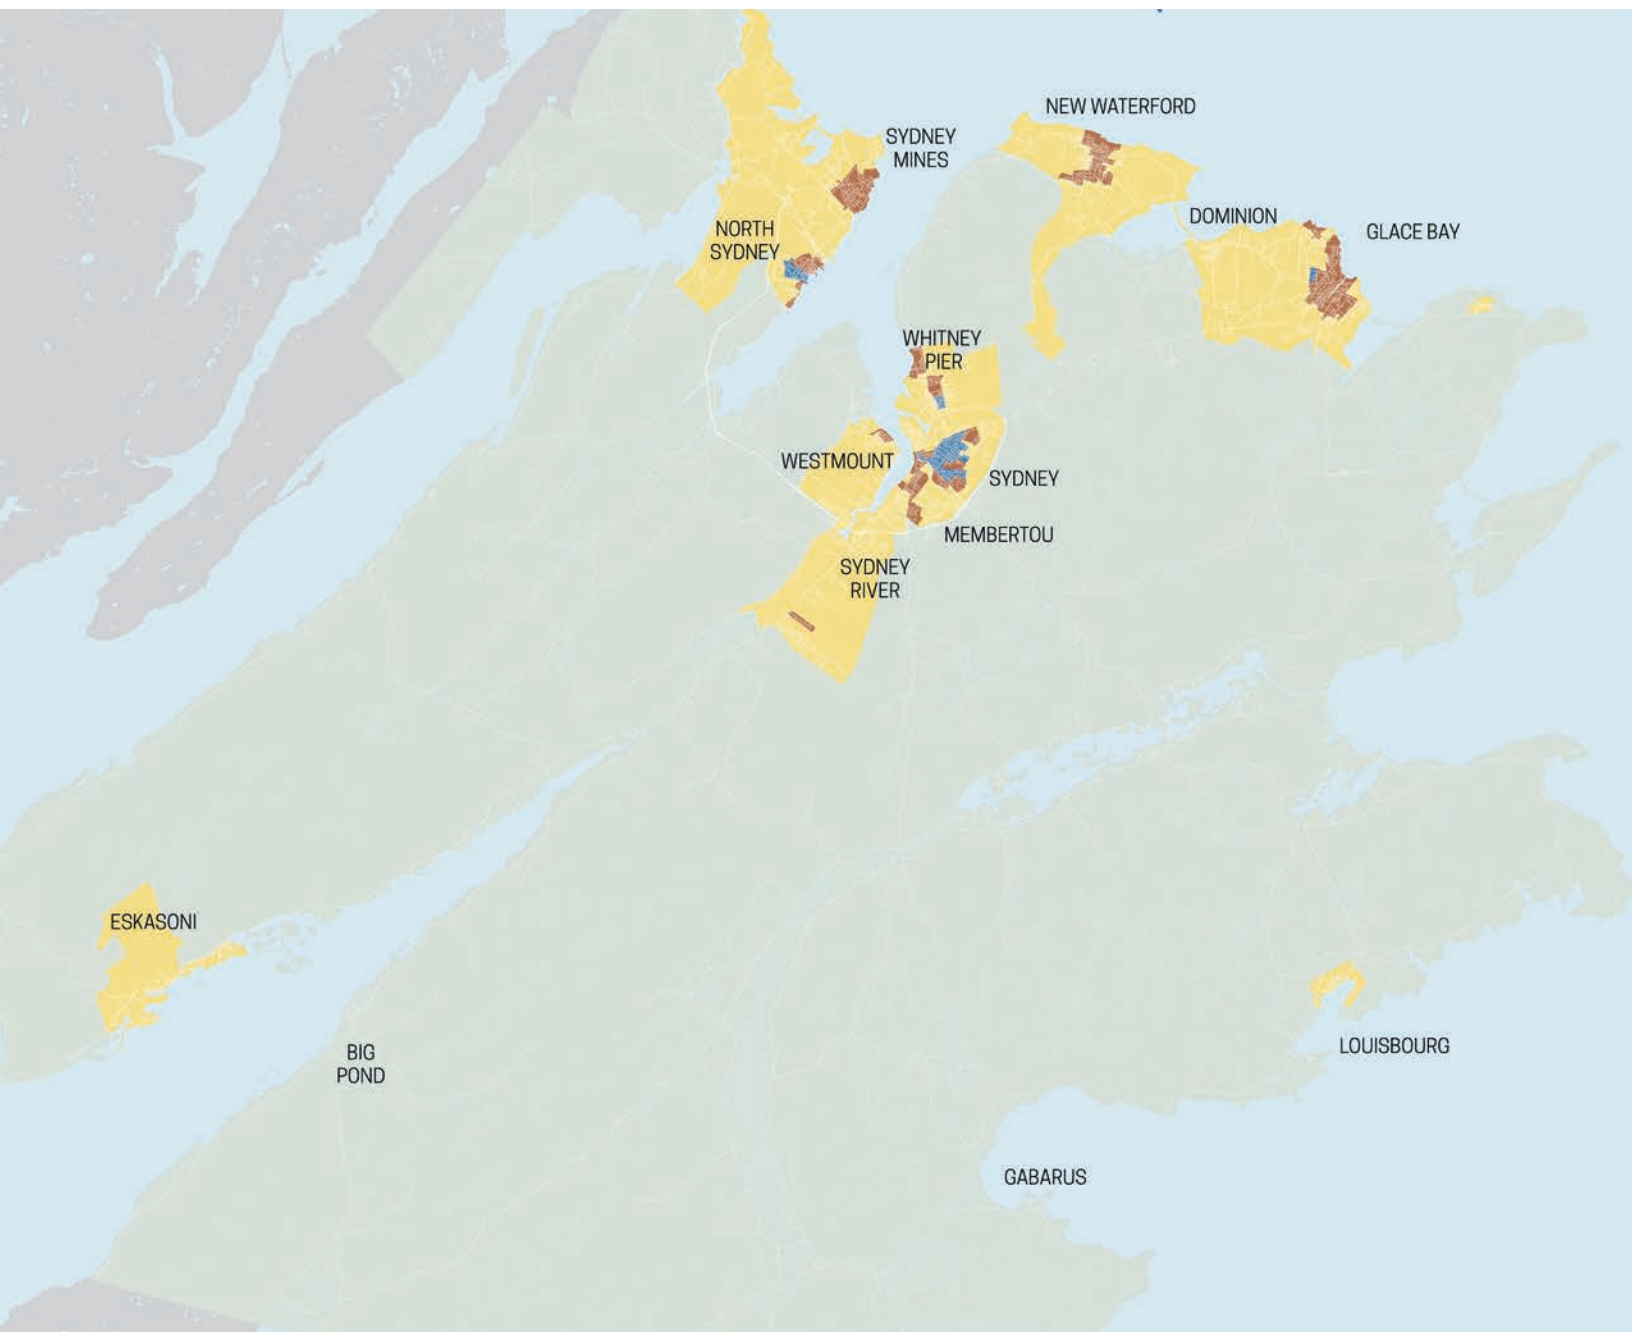 NEW WATERFORD
SYDNEY
MINES
DOMINION
GLACE BAY
NORTH
SYDNEY
WHITNEY
PIER
WESTMOUNT
SYDNEY
MEMBERTOU
SYDNEY
RIVER
ESKASONI
BIG
POND
LOUISBOURG
GABARUS